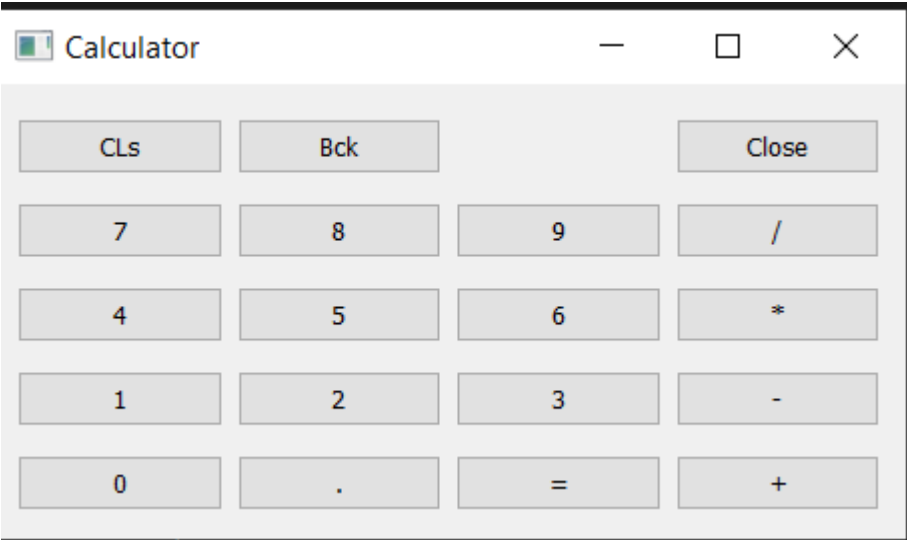 Calculator
CLs Bck Close
7 8 9 /
4 5 6 *
1 2 3 -
0 . = +